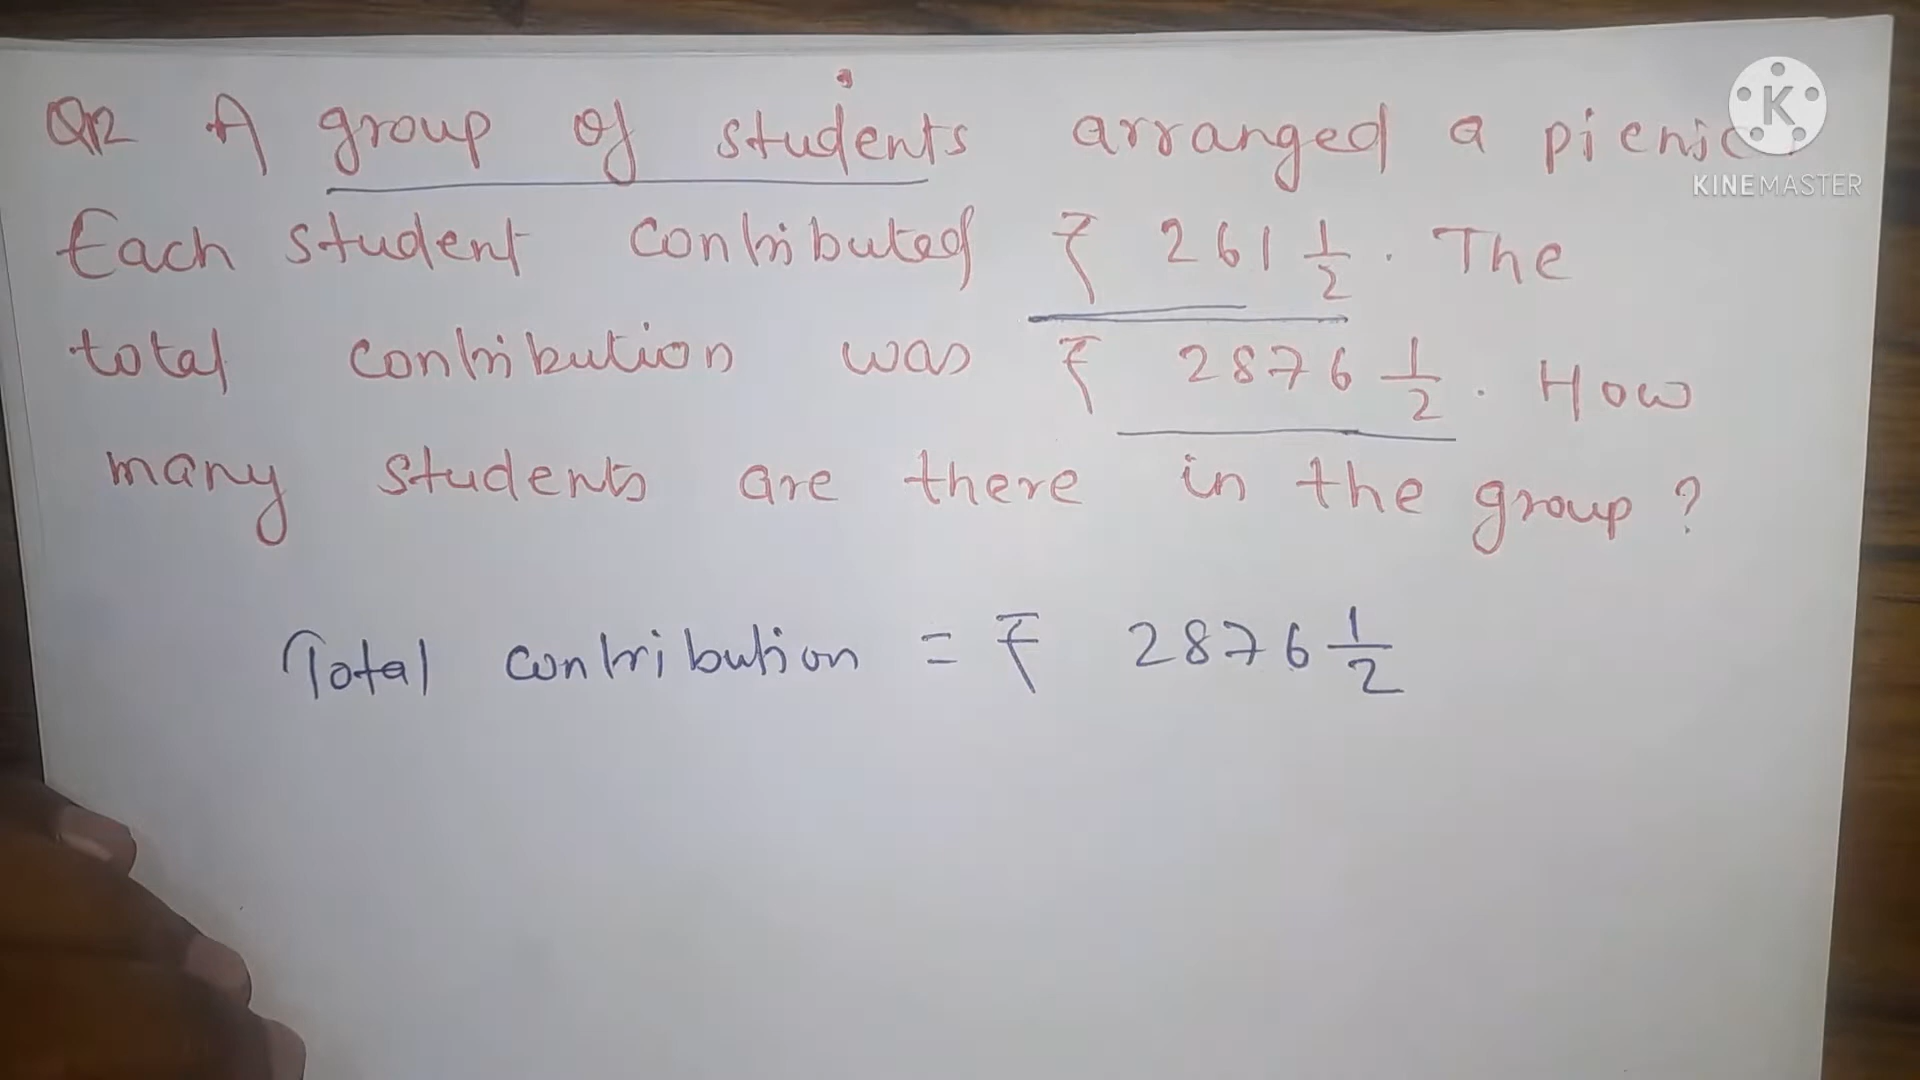 Q12 A group of students arranged a picnic
Each student contributed ₹ 261 1/2 . The
total contribution was ₹ 2876 1/2 . How
many students are there in the group ?
Total contribution = ₹ 2876 1/2
K
KINEMASTER